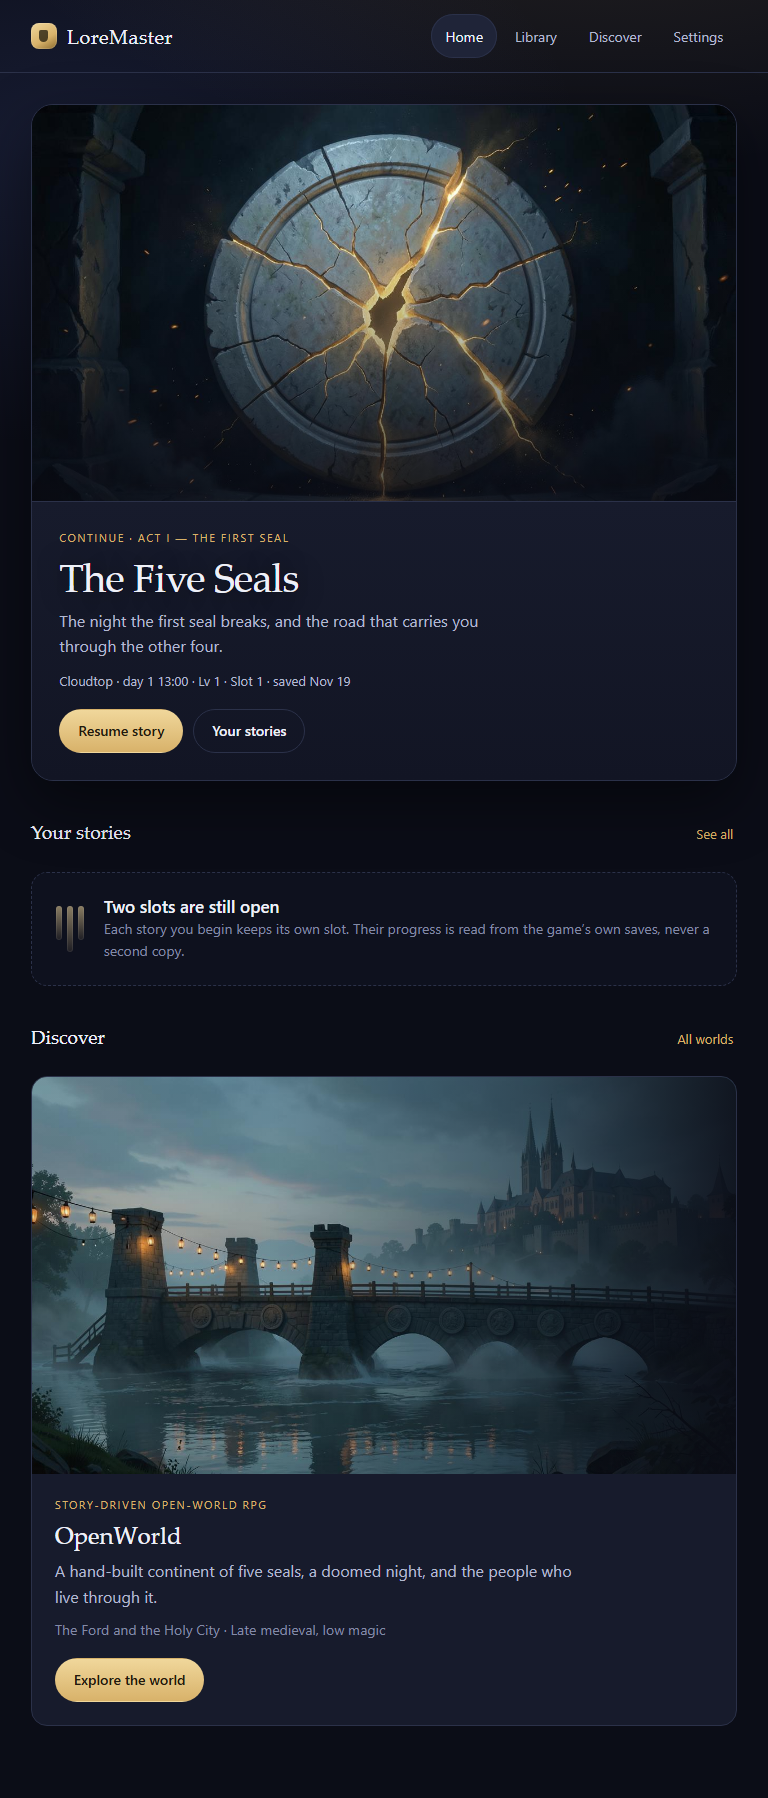 LoreMaster
Home
Library
Discover
Settings
CONTINUE · ACT I — THE FIRST SEAL
The Five Seals
The night the first seal breaks, and the road that carries you
through the other four.
Cloudtop · day 1 13:00 · Lv 1 · Slot 1 · saved Nov 19
Resume story
Your stories
Your stories
See all
Two slots are still open
Each story you begin keeps its own slot. Their progress is read from the game’s own saves, never a
second copy.
Discover
All worlds
STORY-DRIVEN OPEN-WORLD RPG
OpenWorld
A hand-built continent of five seals, a doomed night, and the people who
live through it.
The Ford and the Holy City · Late medieval, low magic
Explore the world